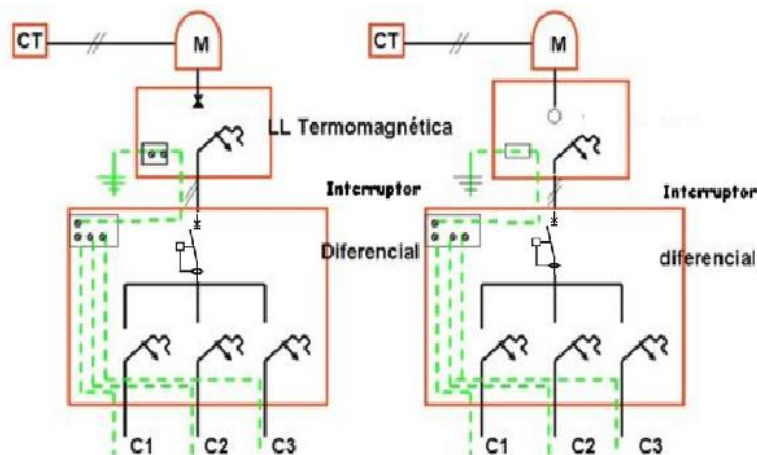 CT
M
CT
M
LL Termomagnética
Interruptor
Interruptor
Diferencial
diferencial
C1
C2
C3
C1
C2
C3